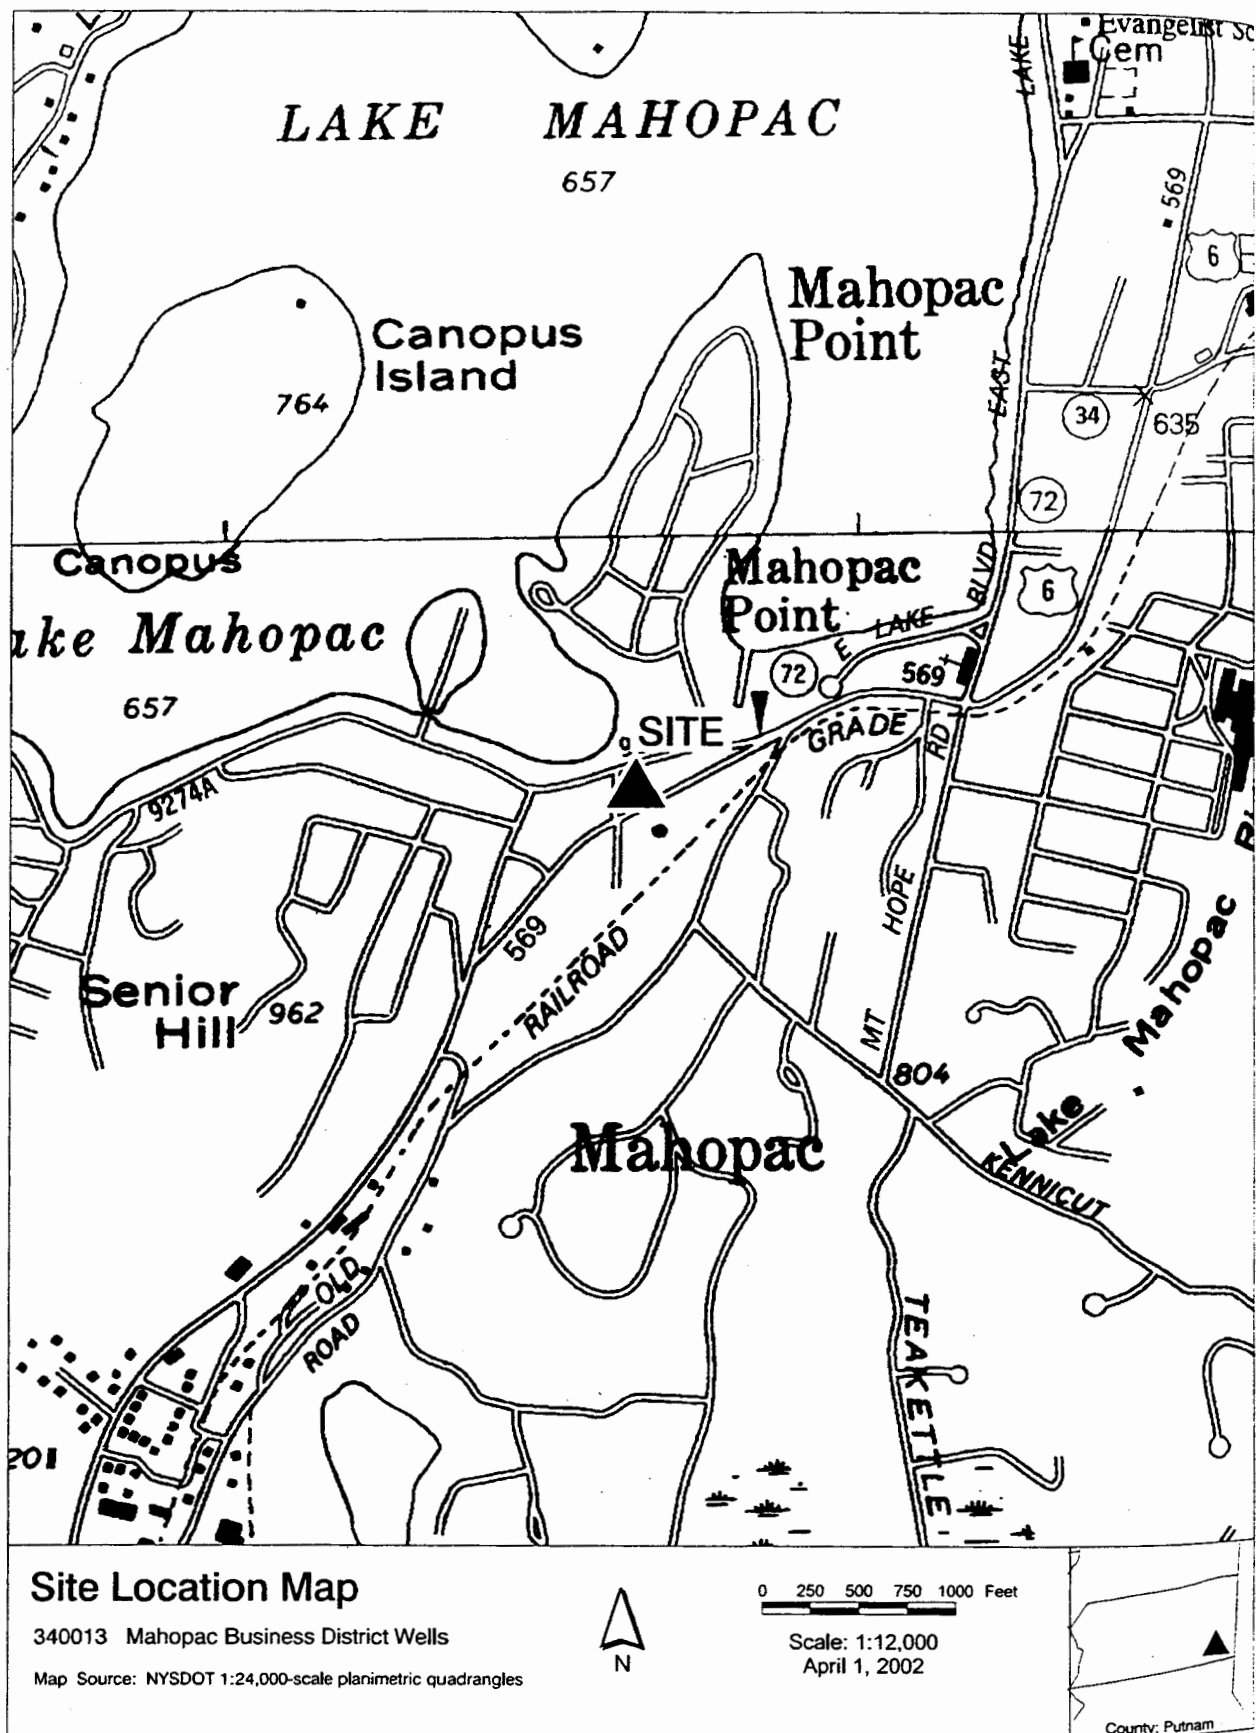 Evangelist
Cem
LAKE
LAKE MAHOPAC
657
569
6
Mahopac
Point
Canopus
Island
764
EAST
34
635
72
Canopus
Mahopac
Point
BLVD
6
ake Mahopac
E LAKE
657
72
569
SITE
GRADE
RD
9274A
HOPE
569
RAILROAD
Senior
Hill
962
MT
Mahopac
804
Lake
Mahopac
KENNICUT
OLD
ROAD
TEAKETTLE
201
Site Location Map
340013 Mahopac Business District Wells
Map Source: NYSDOT 1:24,000-scale planimetric quadrangles
N
0 250 500 750 1000 Feet
Scale: 1:12,000
April 1, 2002
County: Putnam